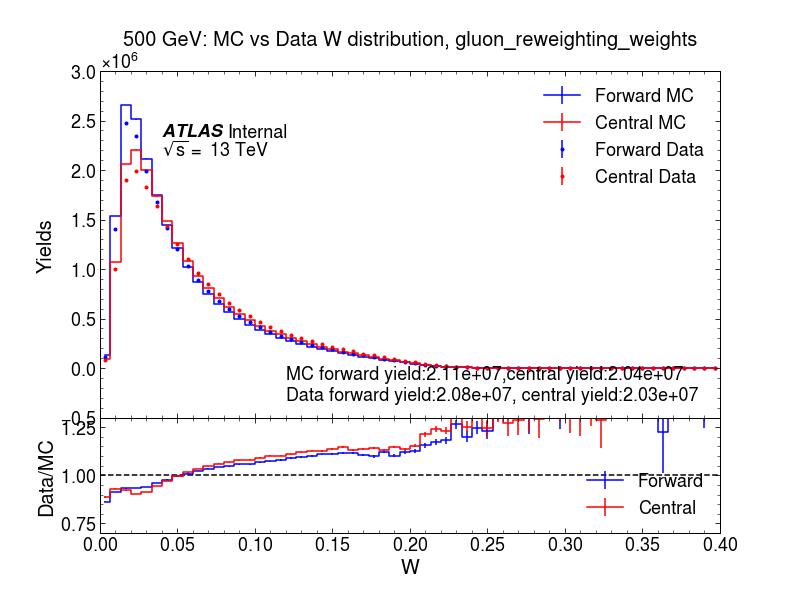 500 GeV: MC vs Data W distribution, gluon_reweighting_weights
×10⁶
3.0
2.5
2.0
1.5
1.0
0.5
0.0
0.5
Yields
ATLAS Internal
√s = 13 TeV
Forward MC
Central MC
Forward Data
Central Data
MC forward yield:2.11e+07,central yield:2.04e+07
Data forward yield:2.08e+07, central yield:2.03e+07
1.25
1.00
0.75
Data/MC
Forward
Central
0.00 0.05 0.10 0.15 0.20 0.25 0.30 0.35 0.40
W